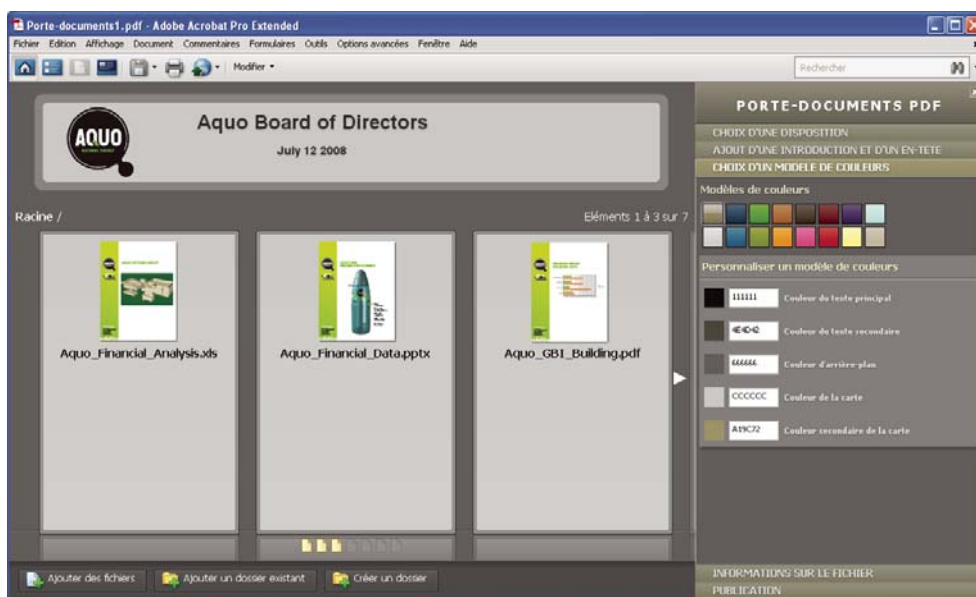 Porte-documents1.pdf - Adobe Acrobat Pro Extended
Fichier Edition Affichage Document Commentaires Formulaires Outils Options avancées Fenêtre Aide
Modifier
Rechercher
AQUO
Aquo Board of Directors
July 12 2008
Racine /
Eléments 1 à 3 sur 7
Aquo_Financial_Analysis.xls
Aquo_Financial_Data.pptx
Aquo_GB1_Building.pdf
Ajouter des fichiers
Ajouter un dossier existant
Créer un dossier
PORTE-DOCUMENTS PDF
CHOIX D'UNE DISPOSITION
AJOUT D'UNE INTRODUCTION ET D'UN EN-TETE
CHOIX D'UN MODELE DE COULEURS
Modèles de couleurs
Personnaliser un modèle de couleurs
111111 Couleur du texte principal
4E4D42 Couleur du texte secondaire
666666 Couleur d'arrière-plan
CCCCCC Couleur de la carte
A19C72 Couleur secondaire de la carte
INFORMATIONS SUR LE FICHIER
PUBLICATION